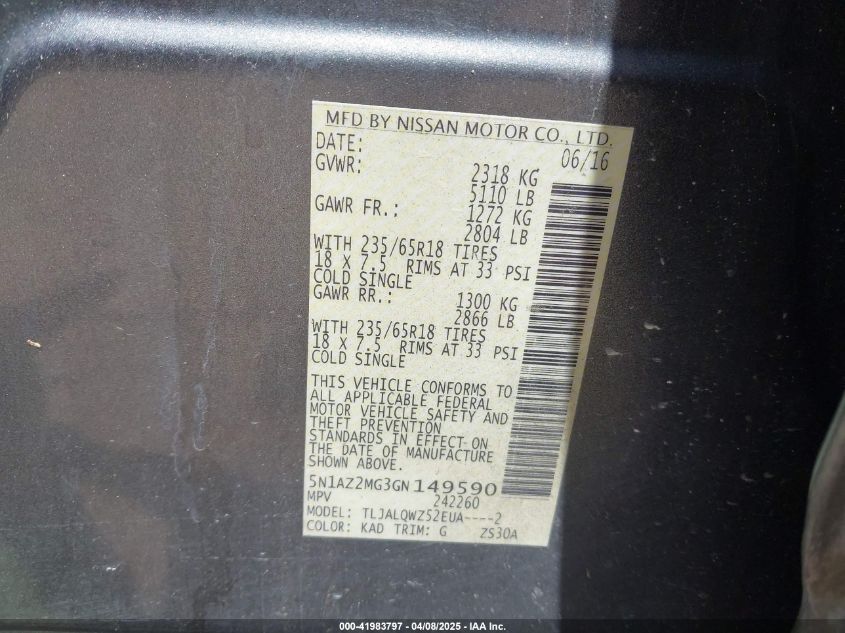 MFD BY NISSAN MOTOR CO., LTD.
DATE: 06/16
GVWR: 2318 KG
5110 LB
GAWR FR.: 1272 KG
2804 LB
WITH 235/65R18 TIRES
18 X 7.5 RIMS AT 33 PSI
COLD SINGLE
GAWR RR.: 1300 KG
2866 LB
WITH 235/65R18 TIRES
18 X 7.5 RIMS AT 33 PSI
COLD SINGLE
THIS VEHICLE CONFORMS TO
ALL APPLICABLE FEDERAL
MOTOR VEHICLE SAFETY AND
THEFT PREVENTION
STANDARDS IN EFFECT ON
THE DATE OF MANUFACTURE
SHOWN ABOVE.
5N1AZ2MG3GN149590
MPV 242260
MODEL: TLJALQWZ52EUA----2
COLOR: KAD TRIM: G ZS30A
000-41983797 - 04/08/2025 - IAA Inc.